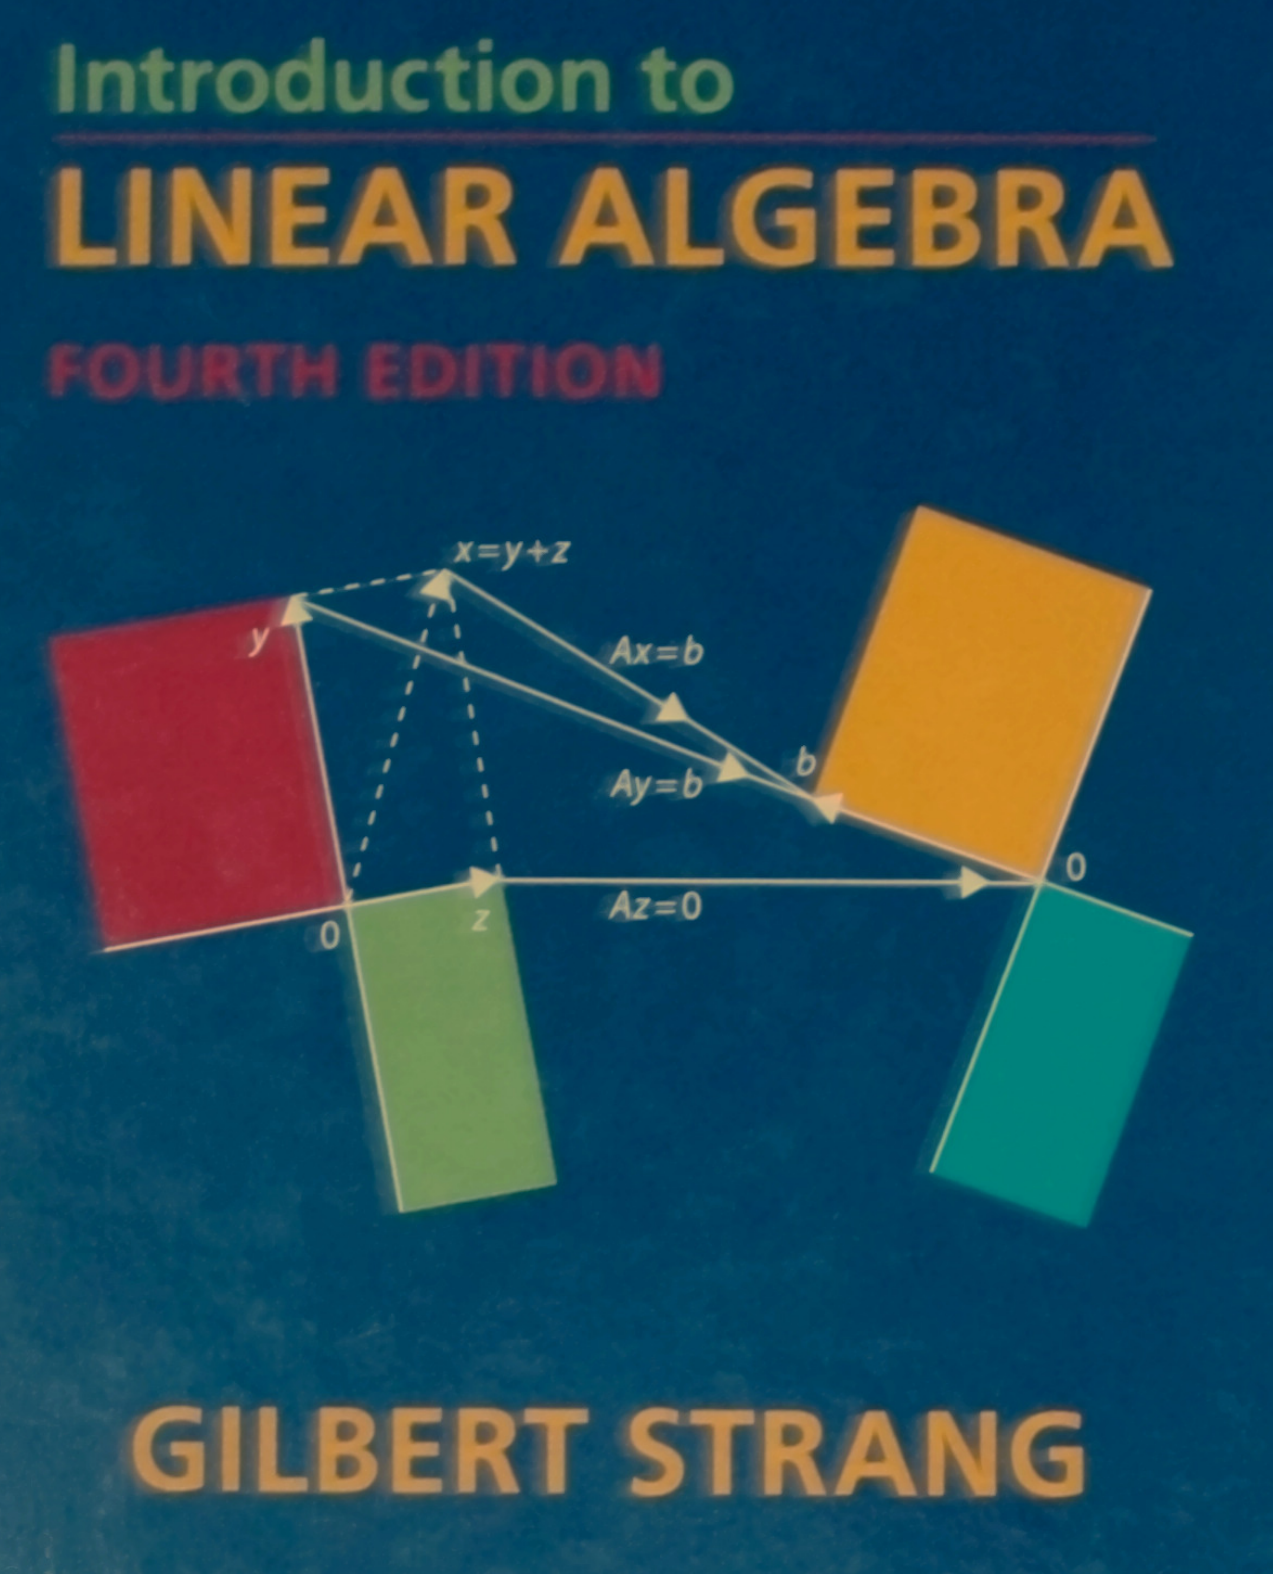 Introduction to
LINEAR ALGEBRA
FOURTH EDITION
x=y+z
y
Ax=b
b
Ay=b
0
z
Az=0
0
GILBERT STRANG